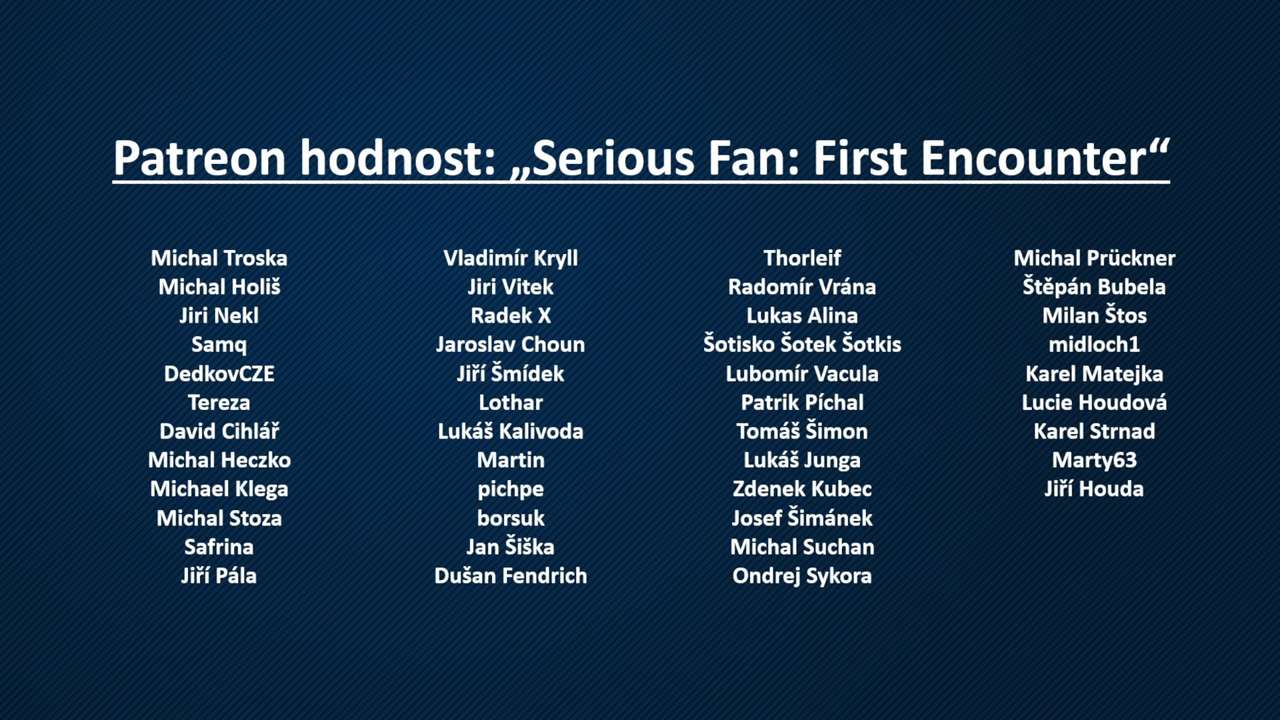 Patreon hodnost: „Serious Fan: First Encounter“
Michal Troska
Michal Holiš
Jiri Nekl
Samq
DedkovCZE
Tereza
David Cihlář
Michal Heczko
Michael Klega
Michal Stoza
Safrina
Jiří Pála
Vladimír Kryll
Jiri Vitek
Radek X
Jaroslav Choun
Jiří Šmídek
Lothar
Lukáš Kalivoda
Martin
pichpe
borsuk
Jan Šiška
Dušan Fendrich
Thorleif
Radomír Vrána
Lukas Alina
Šotisko Šotek Šotkis
Lubomír Vacula
Patrik Píchal
Tomáš Šimon
Lukáš Junga
Zdenek Kubec
Josef Šimánek
Michal Suchan
Ondrej Sykora
Michal Prückner
Štěpán Bubela
Milan Štos
midloch1
Karel Matejka
Lucie Houdová
Karel Strnad
Marty63
Jiří Houda